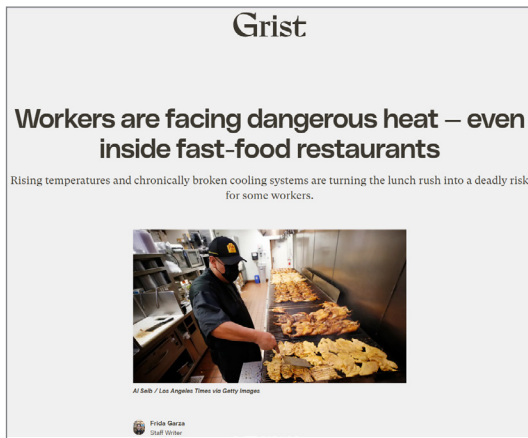 Grist
Workers are facing dangerous heat — even
inside fast-food restaurants
Rising temperatures and chronically broken cooling systems are turning the lunch rush into a deadly risk
for some workers.
Al Seib / Los Angeles Times via Getty Images
Frida Garza
Staff Writer